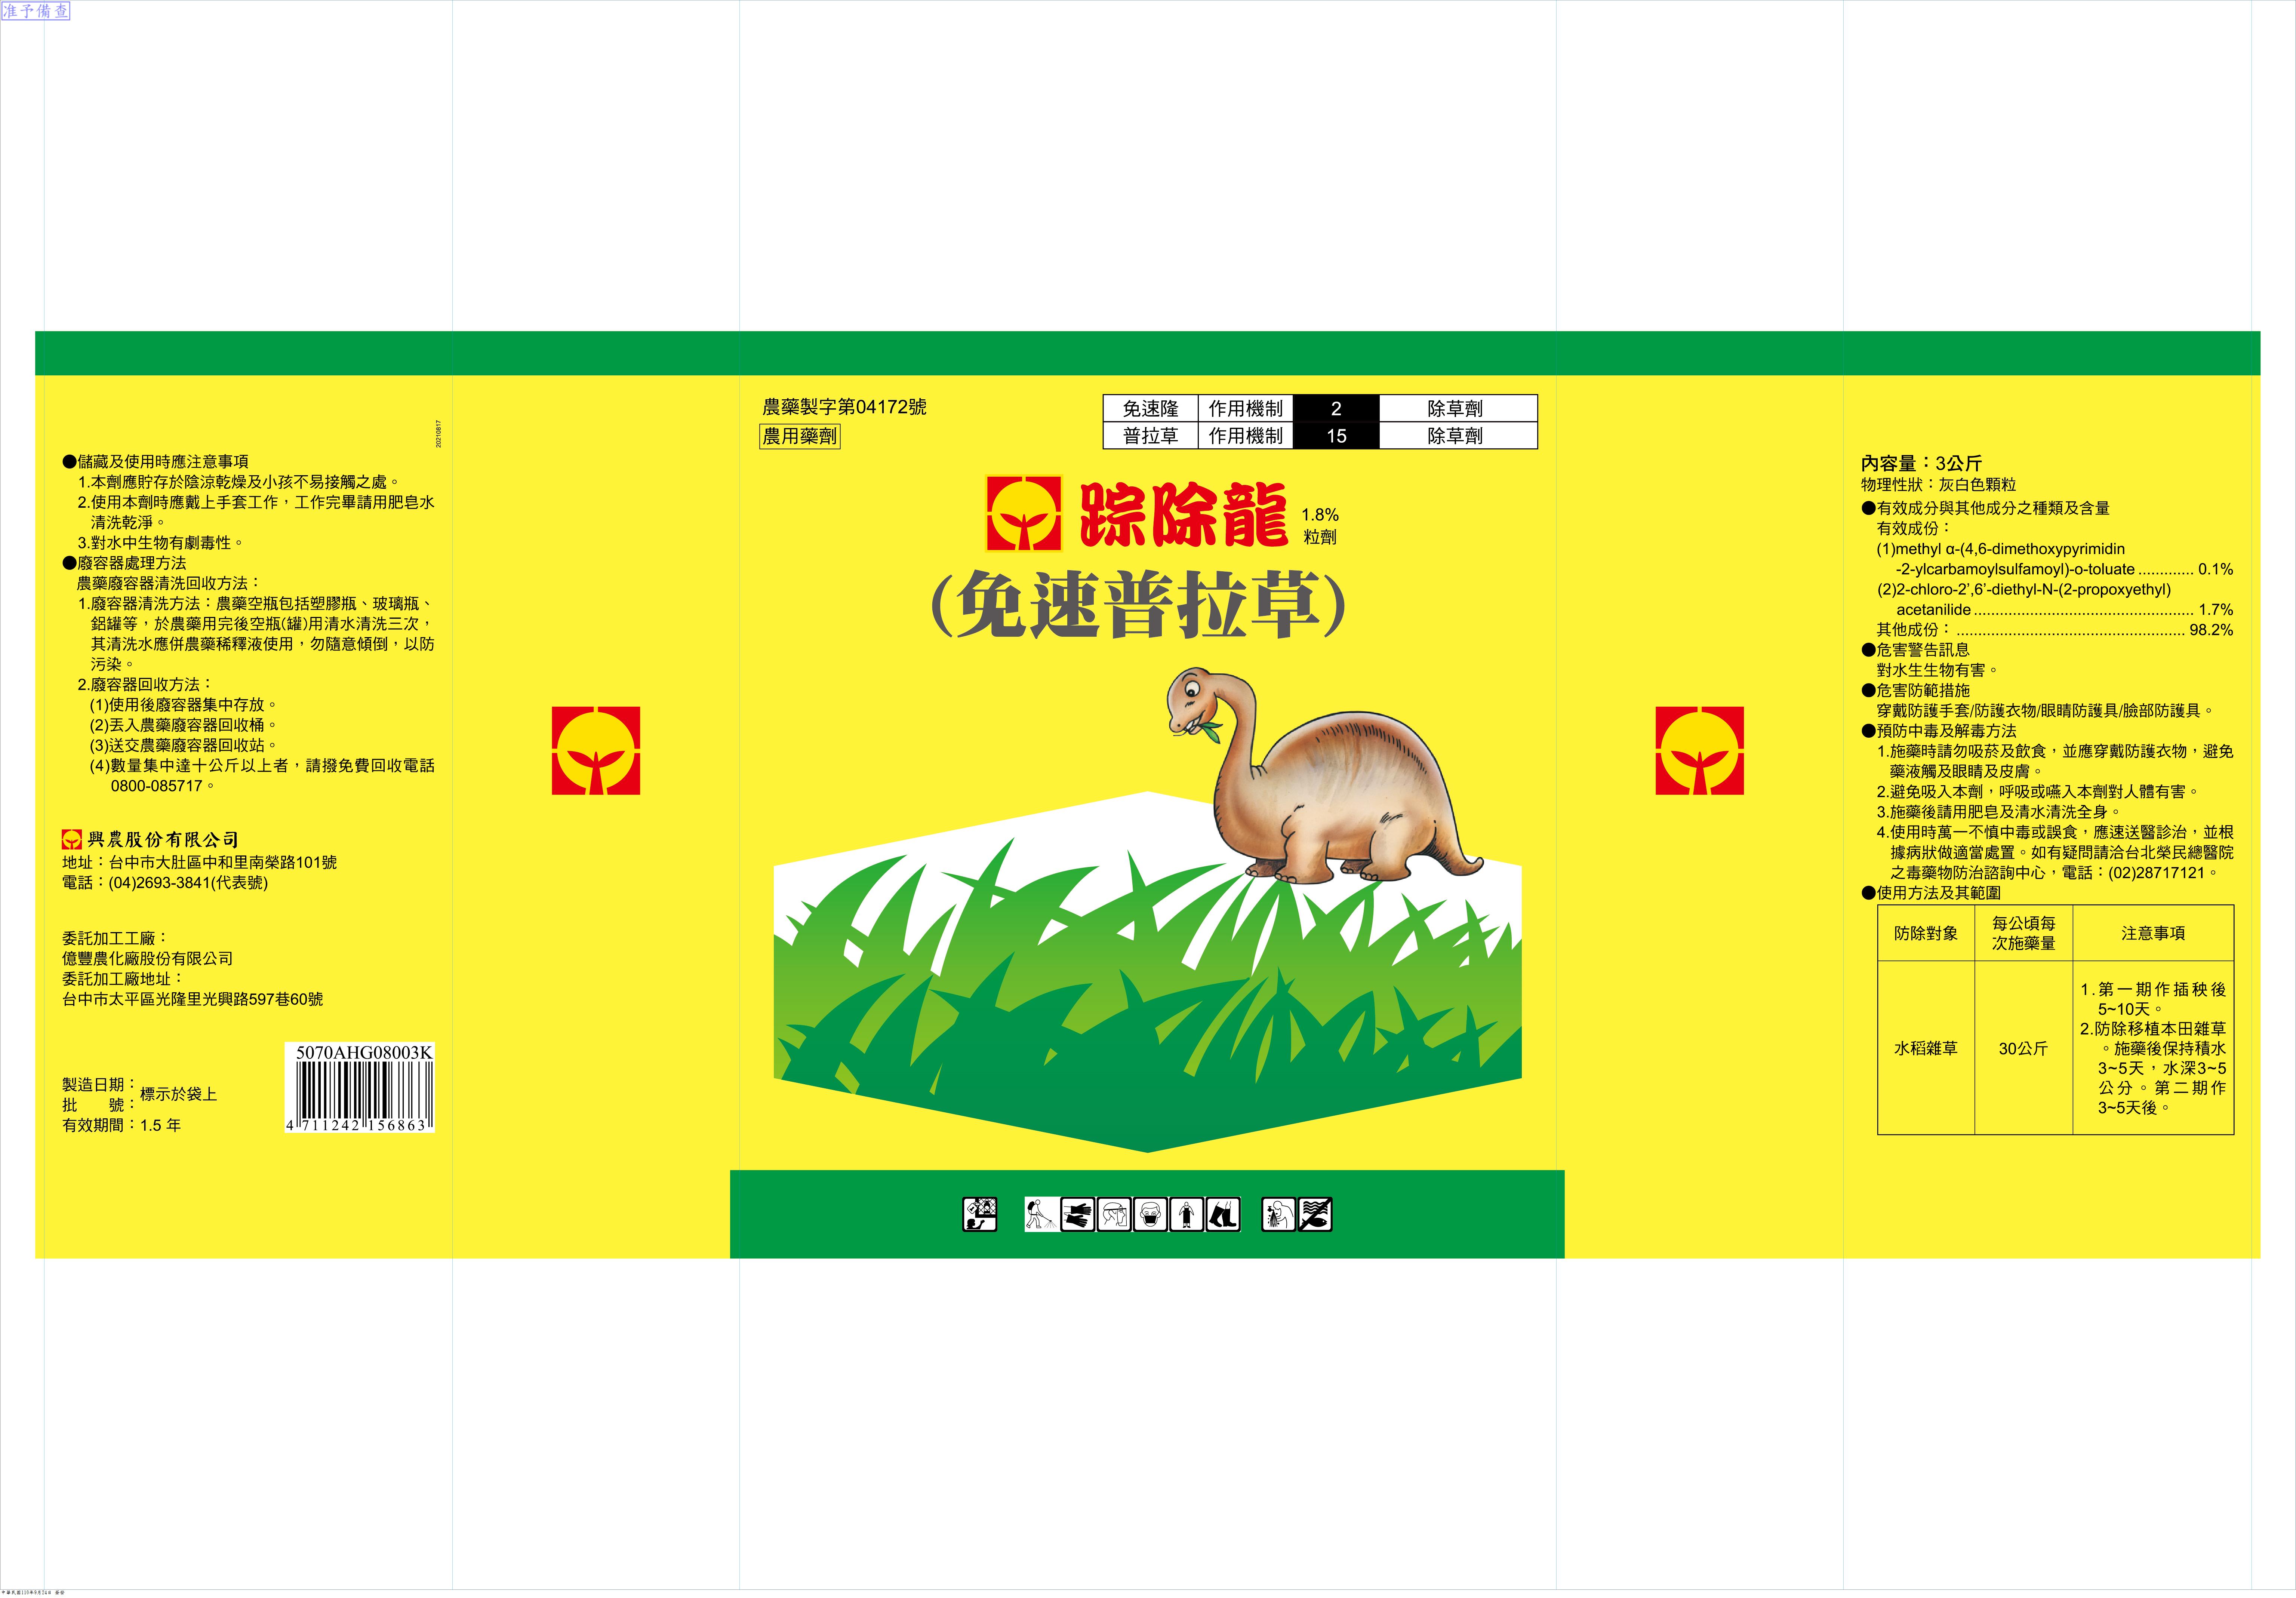 准予備查
20210817
●儲藏及使用時應注意事項
1.本劑應貯存於陰涼乾燥及小孩不易接觸之處。
2.使用本劑時應戴上手套工作，工作完畢請用肥皂水
清洗乾淨。
3.對水中生物有劇毒性。
●廢容器處理方法
農藥廢容器清洗回收方法：
1.廢容器清洗方法：農藥空瓶包括塑膠瓶、玻璃瓶、
鋁罐等，於農藥用完後空瓶(罐)用清水清洗三次，
其清洗水應併農藥稀釋液使用，勿隨意傾倒，以防
污染。
2.廢容器回收方法：
(1)使用後廢容器集中存放。
(2)丟入農藥廢容器回收桶。
(3)送交農藥廢容器回收站。
(4)數量集中達十公斤以上者，請撥免費回收電話
0800-085717。
興農股份有限公司
地址：台中市大肚區中和里南榮路101號
電話：(04)2693-3841(代表號)
委託加工工廠：
億豐農化廠股份有限公司
委託加工廠地址：
台中市太平區光隆里光興路597巷60號
製造日期：
批　　號：
標示於袋上
有效期間：1.5 年
5070AHG08003K
4 711242 156863
農藥製字第04172號
農用藥劑
免速隆 作用機制 2 除草劑
普拉草 作用機制 15 除草劑
踪除龍
1.8%
粒劑
(免速普拉草)
內容量：3公斤
物理性狀：灰白色顆粒
●有效成分與其他成分之種類及含量
有效成份：
(1)methyl α-(4,6-dimethoxypyrimidin
-2-ylcarbamoylsulfamoyl)-o-toluate ............. 0.1%
(2)2-chloro-2’,6’-diethyl-N-(2-propoxyethyl)
acetanilide ................................................... 1.7%
其他成份： ..................................................... 98.2%
●危害警告訊息
對水生生物有害。
●危害防範措施
穿戴防護手套/防護衣物/眼睛防護具/臉部防護具。
●預防中毒及解毒方法
1.施藥時請勿吸菸及飲食，並應穿戴防護衣物，避免
藥液觸及眼睛及皮膚。
2.避免吸入本劑，呼吸或嚥入本劑對人體有害。
3.施藥後請用肥皂及清水清洗全身。
4.使用時萬一不慎中毒或誤食，應速送醫診治，並根
據病狀做適當處置。如有疑問請洽台北榮民總醫院
之毒藥物防治諮詢中心，電話：(02)28717121。
●使用方法及其範圍
防除對象 每公頃每 注意事項
次施藥量
水稻雜草 30公斤
1.第一期作插秧後
5~10天。
2.防除移植本田雜草
。施藥後保持積水
3~5天，水深3~5
公分。第二期作
3~5天後。